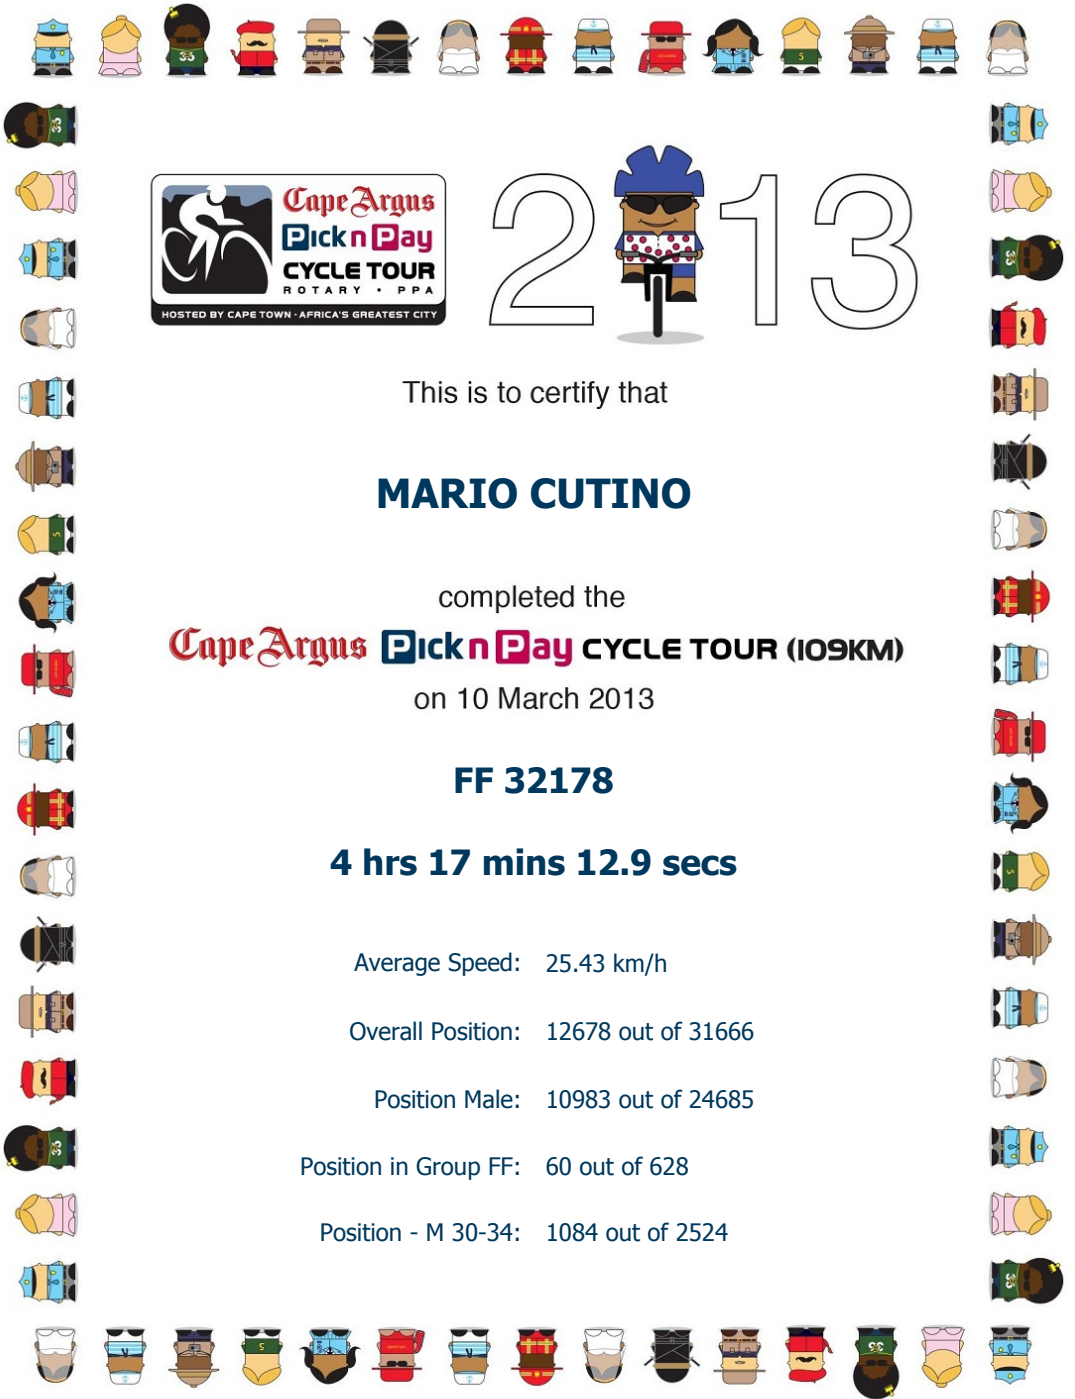 Cape Argus
Pick n Pay
CYCLE TOUR
ROTARY • PPA
HOSTED BY CAPE TOWN - AFRICA'S GREATEST CITY
2013
This is to certify that
MARIO CUTINO
completed the
Cape Argus Pick n Pay CYCLE TOUR (109KM)
on 10 March 2013
FF 32178
4 hrs 17 mins 12.9 secs
Average Speed: 25.43 km/h
Overall Position: 12678 out of 31666
Position Male: 10983 out of 24685
Position in Group FF: 60 out of 628
Position - M 30-34: 1084 out of 2524